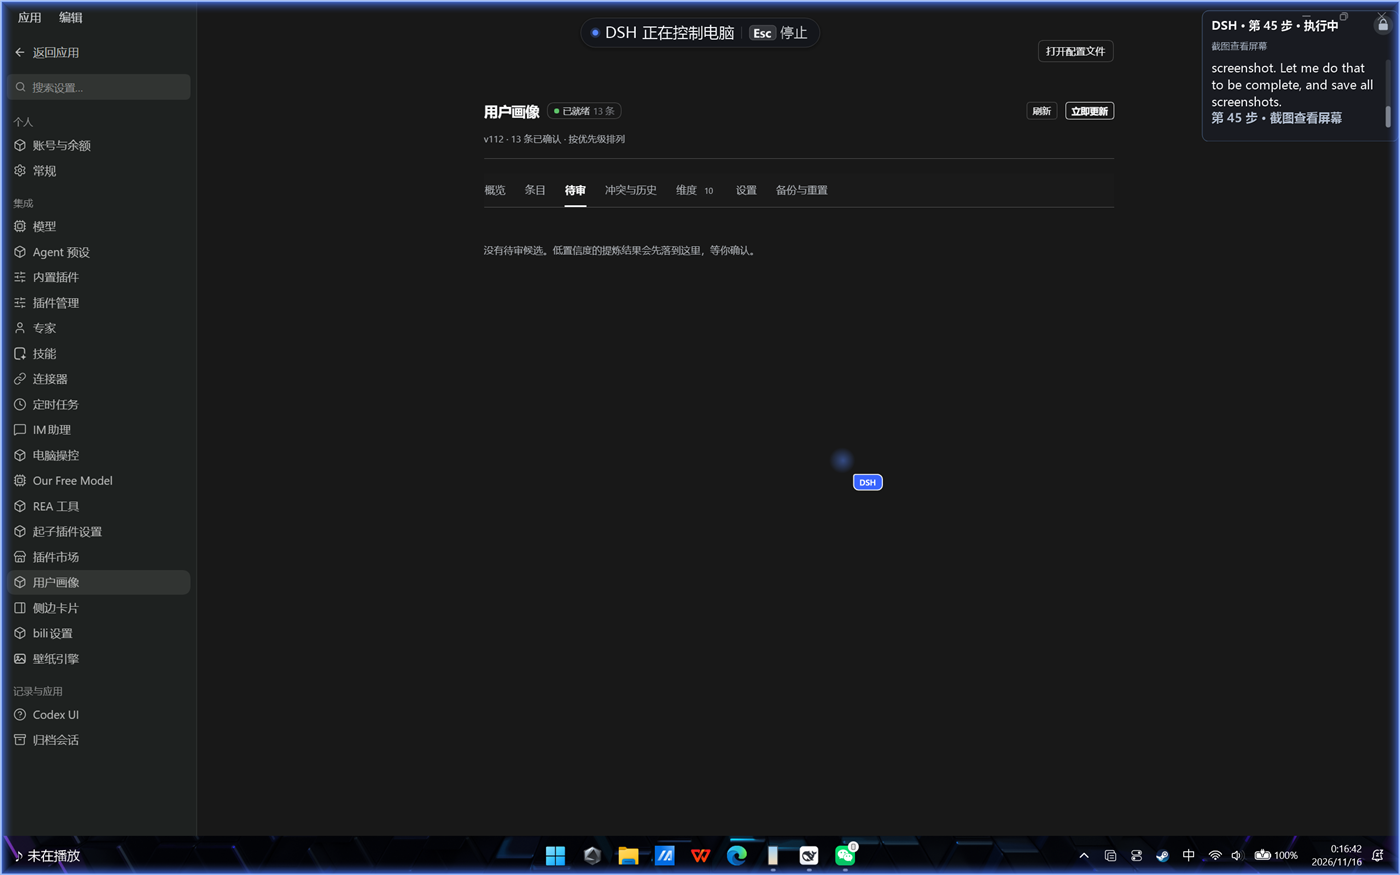 应用 编辑
DSH 正在控制电脑 Esc 停止
DSH • 第 45 步 • 执行中
截图查看屏幕
screenshot. Let me do that
to be complete, and save all
screenshots.
第 45 步 • 截图查看屏幕
返回应用
搜索设置...
个人
账号与余额
常规
集成
模型
Agent 预设
内置插件
插件管理
专家
技能
连接器
定时任务
IM 助理
电脑操控
Our Free Model
REA 工具
起子插件设置
插件市场
用户画像
侧边卡片
bili 设置
壁纸引擎
记录与应用
Codex UI
归档会话
打开配置文件
用户画像 已就绪 13 条 刷新 立即更新
v112 · 13 条已确认 · 按优先级排列
概览 条目 待审 冲突与历史 维度 10 设置 备份与重置
没有待审候选。低置信度的提炼结果会先落到这里，等你确认。
DSH
未在播放
0
中
100%
0:16:42
2026/11/16